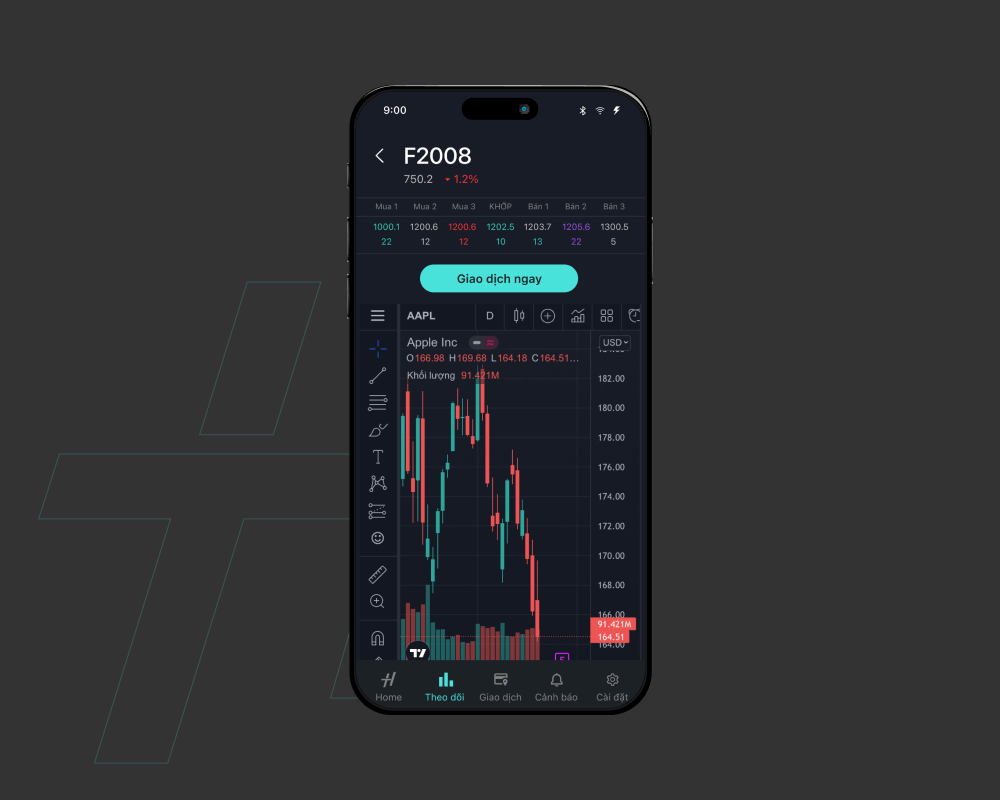 9:00
F2008
750.2 1.2%
Mua 1 Mua 2 Mua 3 KHỚP Bán 1 Bán 2 Bán 3
1000.1 1200.6 1200.6 1202.5 1203.7 1205.6 1300.5
22 12 12 10 13 22 5
Giao dịch ngay
AAPL D
Apple Inc USD
O166.98 H169.68 L164.18 C164.51...
Khối lượng 91.421M
182.00
180.00
178.00
176.00
174.00
172.00
170.00
168.00
166.00
91.421M
164.51
164.00
E
Home Theo dõi Giao dịch Cảnh báo Cài đặt